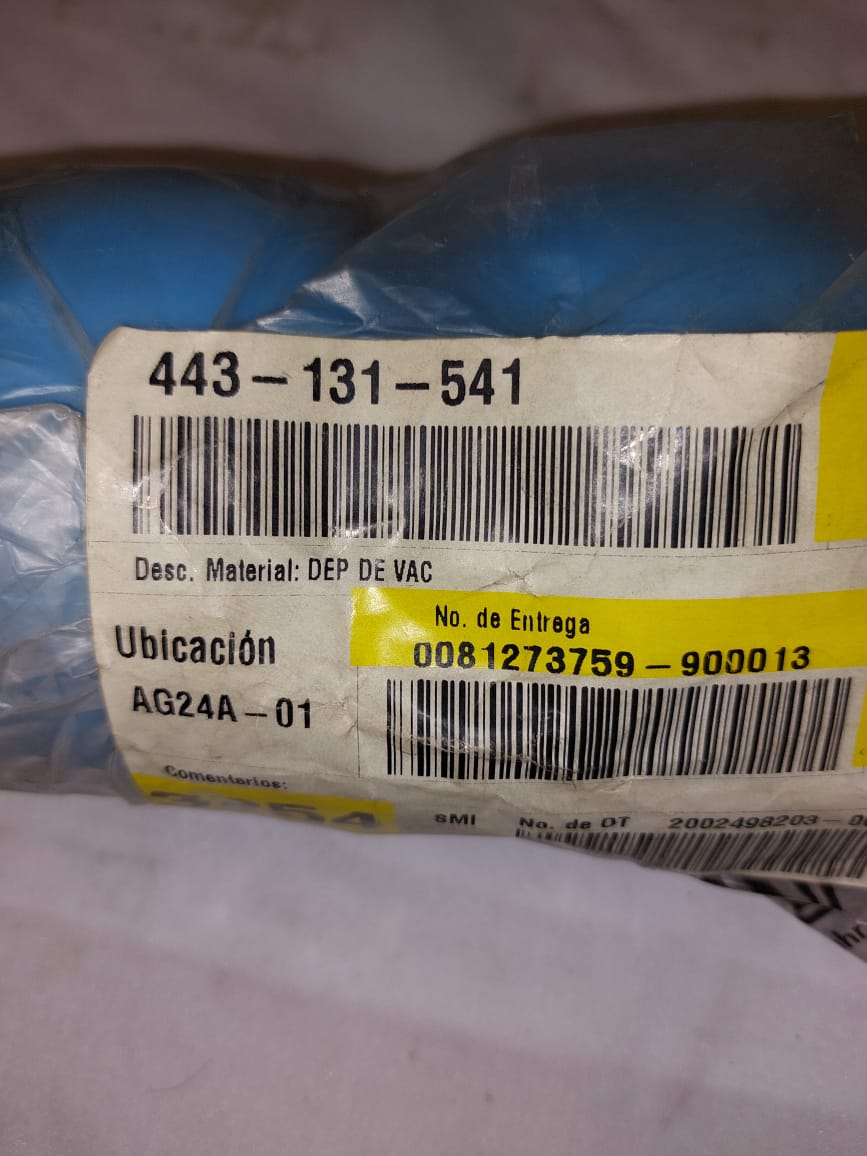 443-131-541
Desc. Material: DEP DE VAC
No. de Entrega
Ubicación
0081273759-900013
AG24A-01
Comentarios:
SMI No. de OT 2002498203-